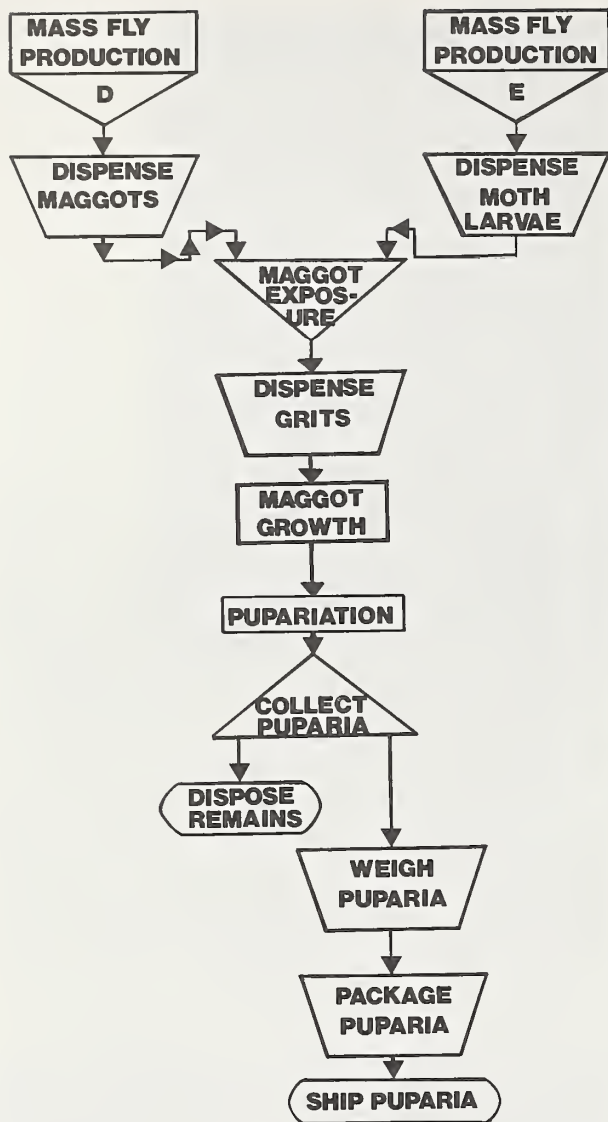 MASS FLY
PRODUCTION
D
MASS FLY
PRODUCTION
E
DISPENSE
MAGGOTS
DISPENSE
MOTH
LARVAE
MAGGOT
EXPOS-
URE
DISPENSE
GRITS
MAGGOT
GROWTH
PUPARIATION
COLLECT
PUPARIA
DISPOSE
REMAINS
WEIGH
PUPARIA
PACKAGE
PUPARIA
SHIP PUPARIA